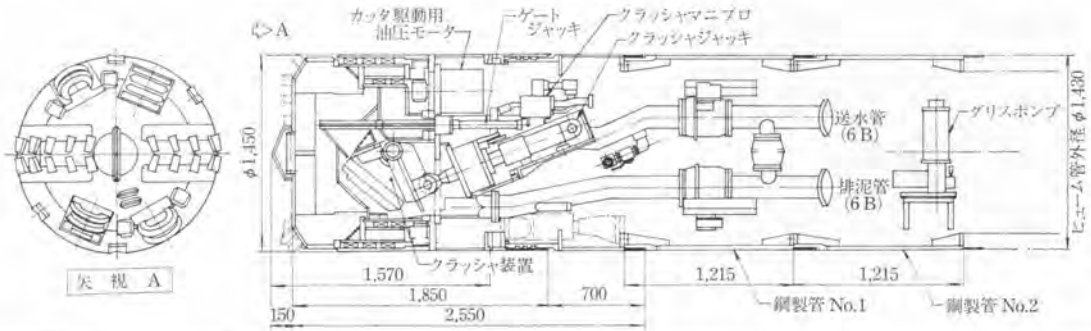 カッタ駆動用
油圧モーター
ゲート
ジャッキ
クラッシャマニプロ
クラッシャジャッキ
A
φ1,450
送水管
(6B)
グリスポンプ
ヒューム管外径 φ1,430
排泥管
(6B)
クラッシャ装置
矢視 A
1,570
1,215
1,215
1,850
700
鋼製管 No.1
鋼製管 No.2
150
2,550